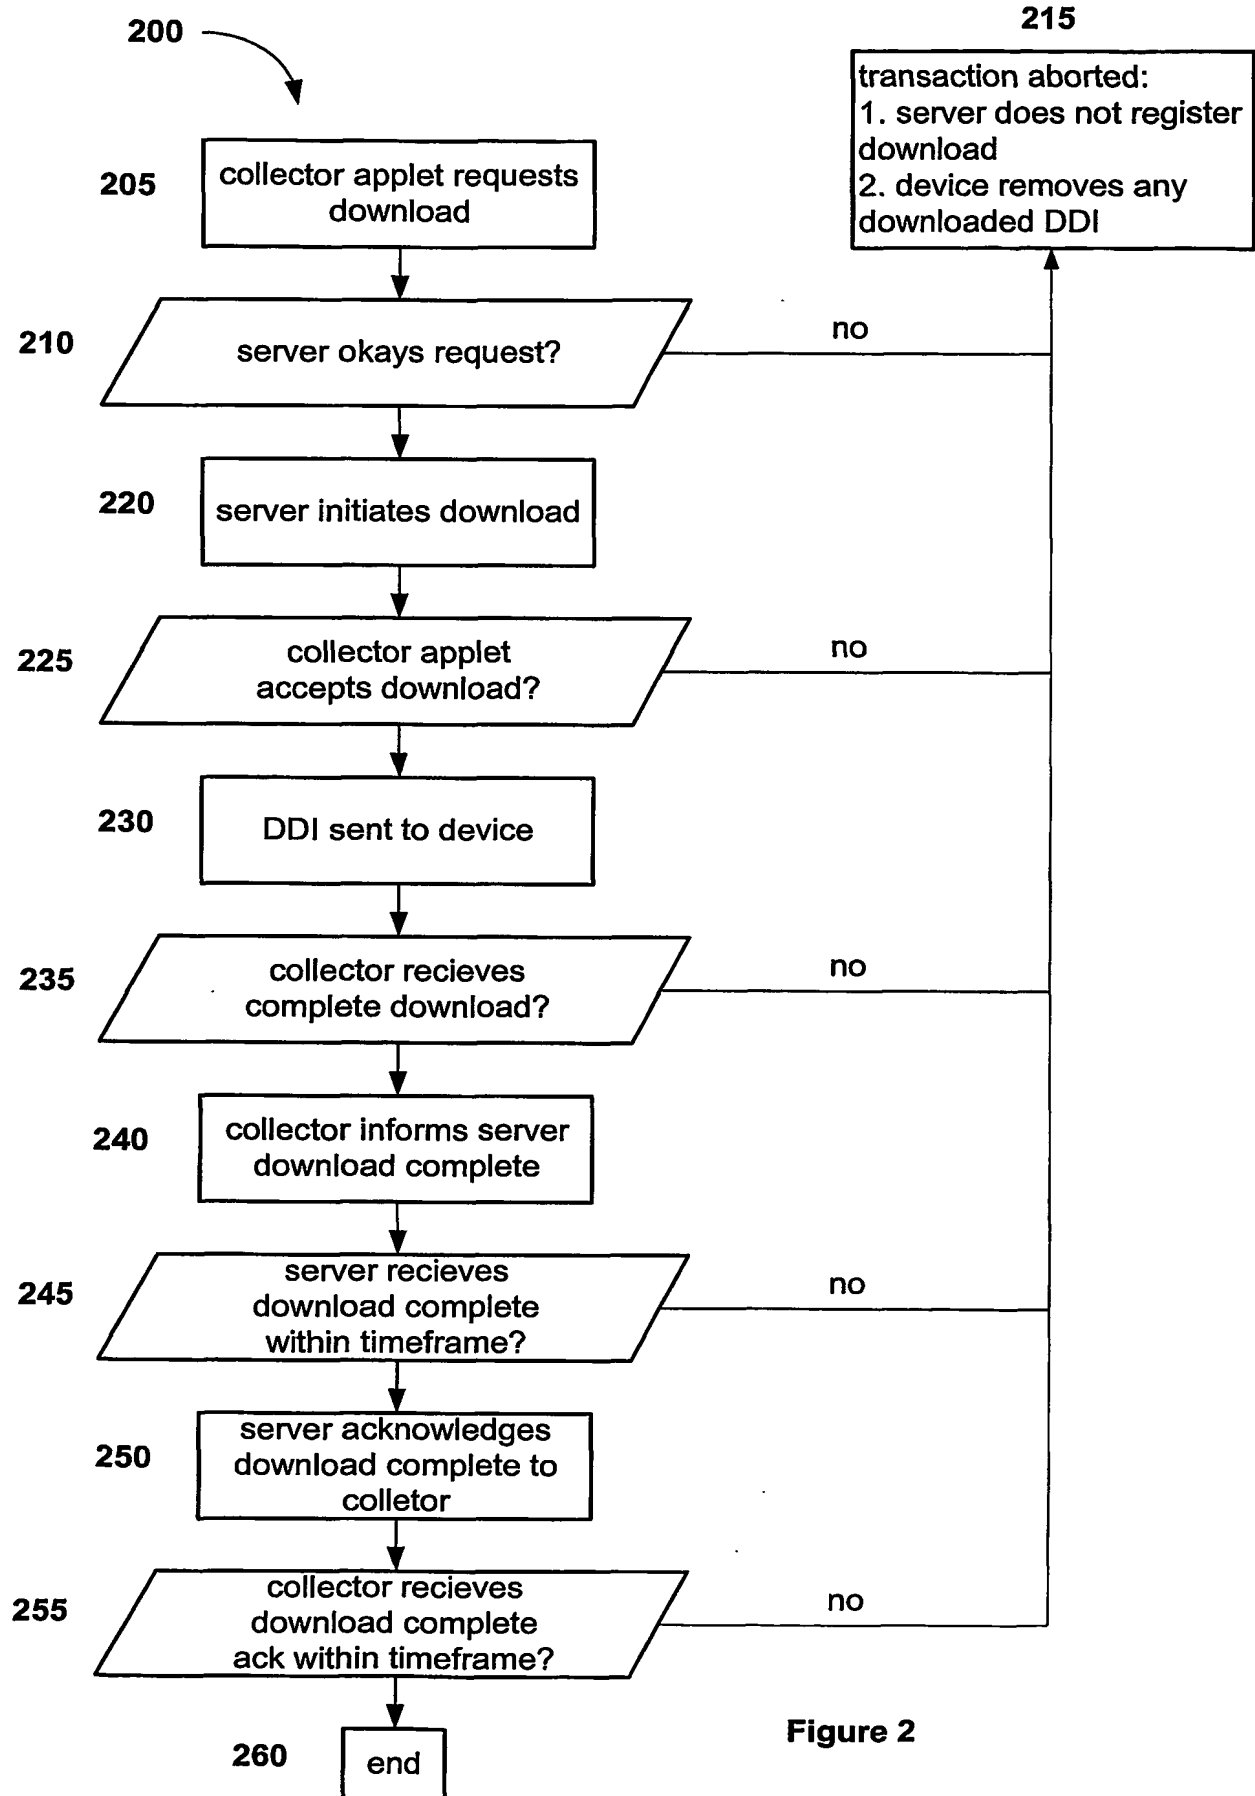 200
215
transaction aborted:
1. server does not register
download
2. device removes any
downloaded DDI
205
collector applet requests
download
210
server okays request?
no
220
server initiates download
225
collector applet
accepts download?
no
230
DDI sent to device
235
collector recieves
complete download?
no
240
collector informs server
download complete
245
server recieves
download complete
within timeframe?
no
250
server acknowledges
download complete to
colletor
255
collector recieves
download complete
ack within timeframe?
no
260
end
Figure 2